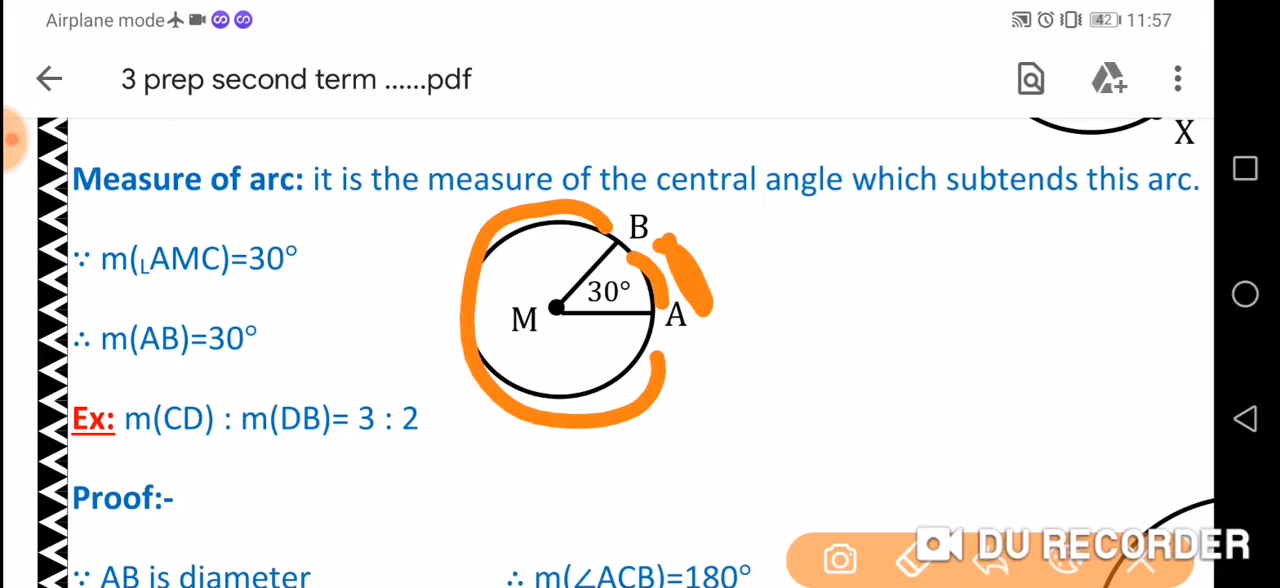 Airplane mode 42 11:57
3 prep second term ......pdf
X
Measure of arc: it is the measure of the central angle which subtends this arc.
B
∵ m(∟AMC)=30°
30°
M A
∴ m(AB)=30°
Ex: m(CD) : m(DB)= 3 : 2
Proof:-
DU RECORDER
∵ AB is diameter ∴ m(∠ACB)=180°